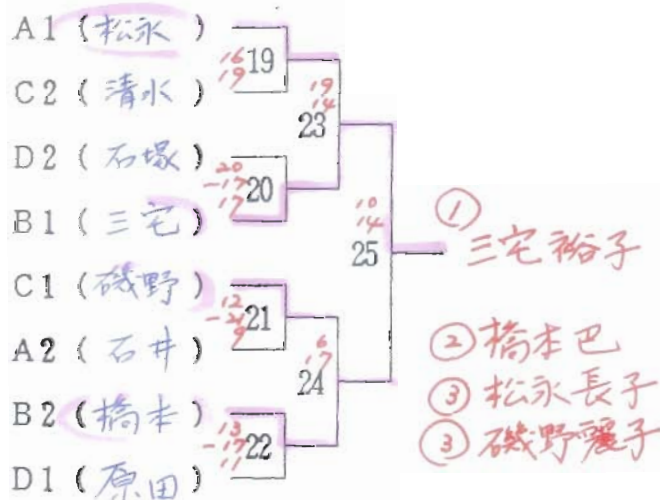 A1(松永)
16
19
19
C2(清水)
19
14
23
D2(石塚)
20
-17
17
20
B1(三宅)
10
14
25
① 三宅裕子
C1(磯野)
12
-21
9
21
A2(石井)
6
17
24
② 橋本巴
③ 松永長子
③ 磯野麗子
B2(橋本)
13
-17
11
22
D1(原田)